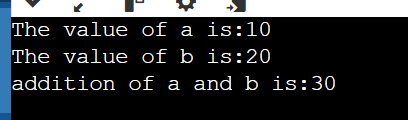 The value of a is:10
The value of b is:20
addition of a and b is:30